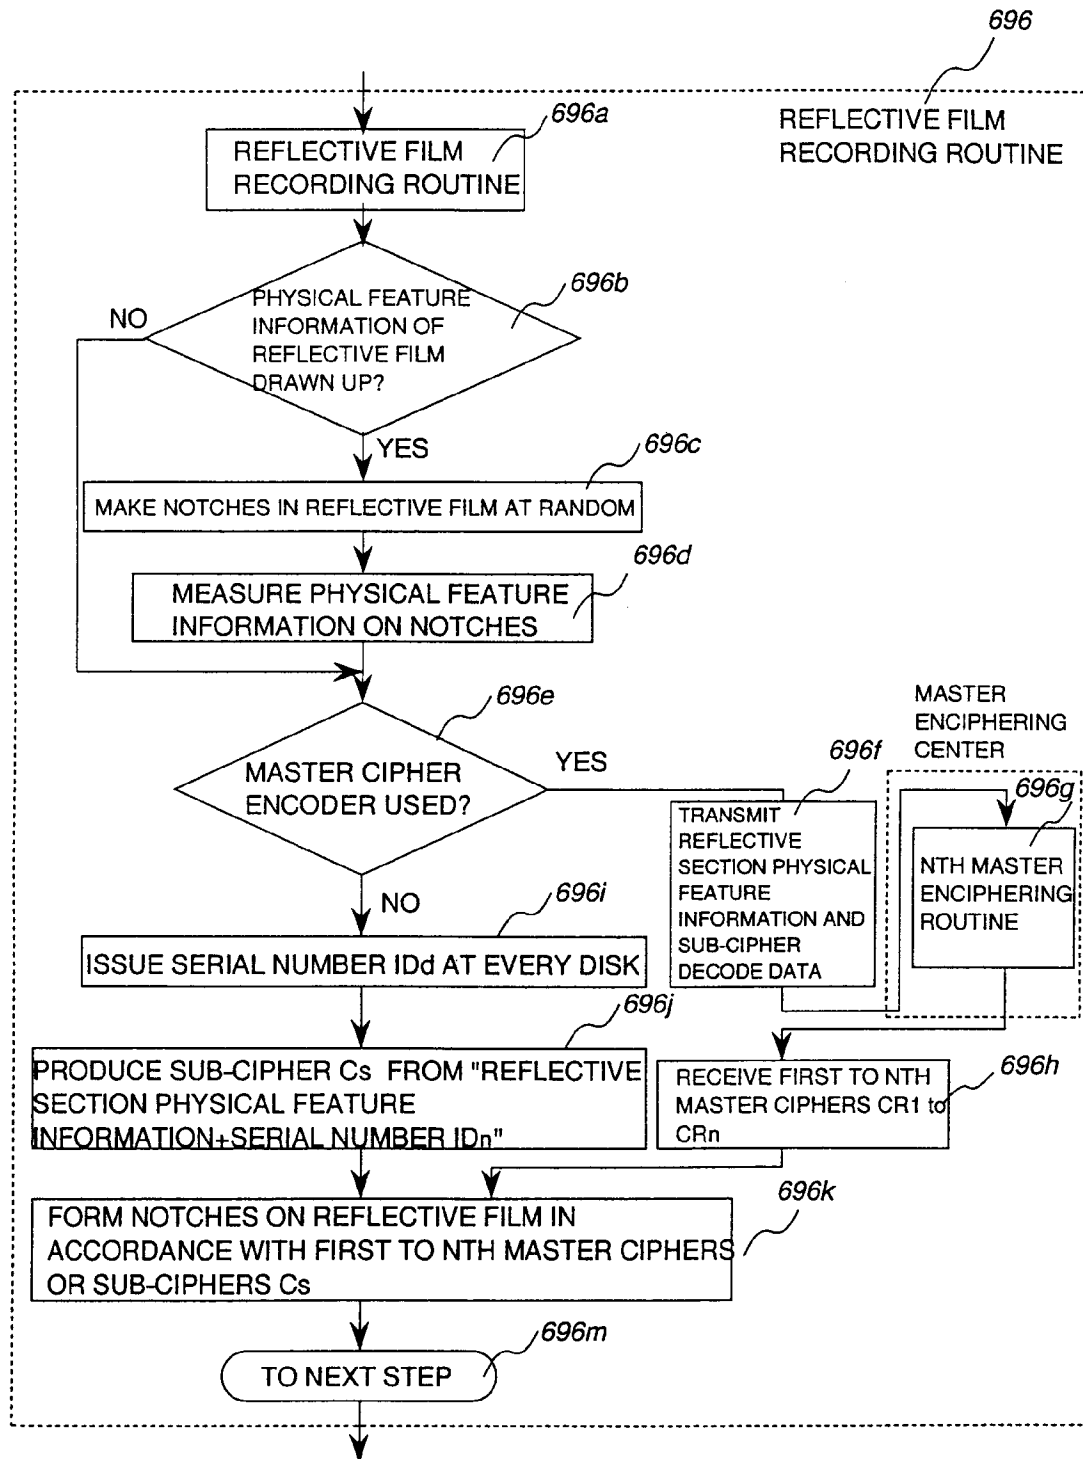 696
REFLECTIVE FILM
RECORDING ROUTINE
696a
REFLECTIVE FILM
RECORDING ROUTINE
696b
PHYSICAL FEATURE
INFORMATION OF
REFLECTIVE FILM
DRAWN UP?
NO
YES
696c
MAKE NOTCHES IN REFLECTIVE FILM AT RANDOM
696d
MEASURE PHYSICAL FEATURE
INFORMATION ON NOTCHES
696e
MASTER CIPHER
ENCODER USED?
YES
NO
696f
TRANSMIT
REFLECTIVE
SECTION PHYSICAL
FEATURE
INFORMATION AND
SUB-CIPHER
DECODE DATA
MASTER
ENCIPHERING
CENTER
696g
NTH MASTER
ENCIPHERING
ROUTINE
696i
ISSUE SERIAL NUMBER IDd AT EVERY DISK
696j
PRODUCE SUB-CIPHER Cs FROM "REFLECTIVE
SECTION PHYSICAL FEATURE
INFORMATION+SERIAL NUMBER IDn"
696h
RECEIVE FIRST TO NTH
MASTER CIPHERS CR1 to
CRn
696k
FORM NOTCHES ON REFLECTIVE FILM IN
ACCORDANCE WITH FIRST TO NTH MASTER CIPHERS
OR SUB-CIPHERS Cs
696m
TO NEXT STEP